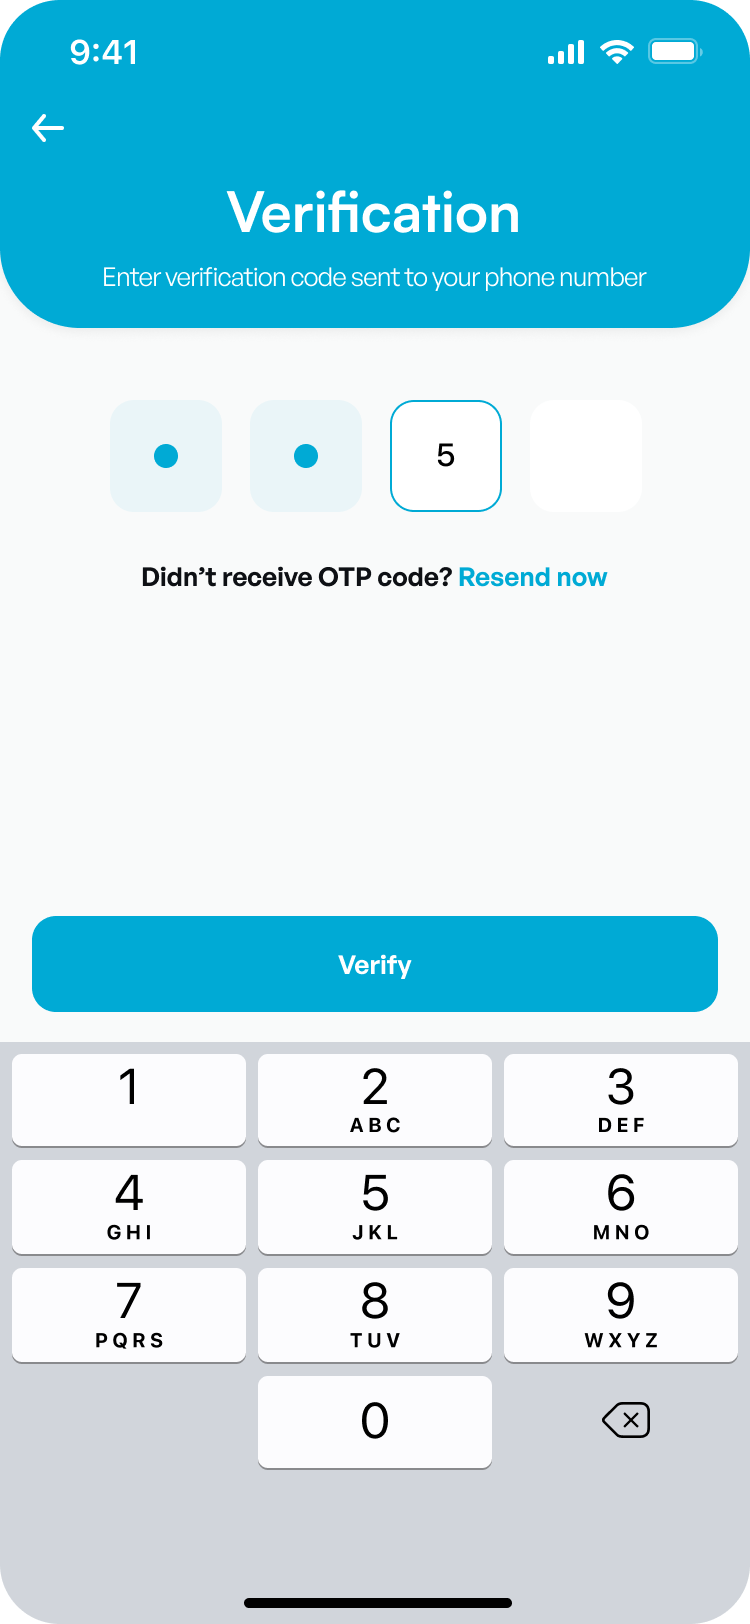 9:41
Verification
Enter verification code sent to your phone number
5
Didn’t receive OTP code? Resend now
Verify
1 2 3
ABC DEF
4 5 6
GHI JKL MNO
7 8 9
PQRS TUV WXYZ
0